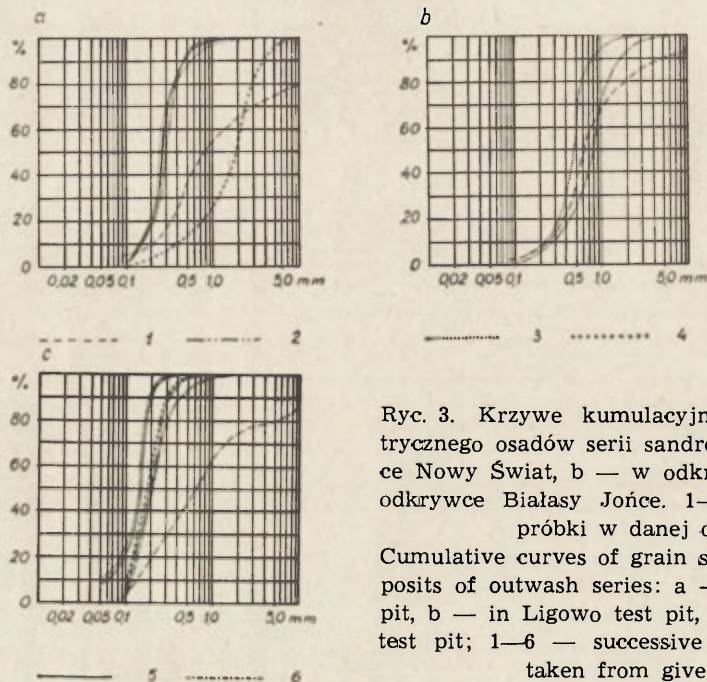 a
%
80
60
40
20
0
0,02 0,05 0,1 0,5 1,0 5,0 mm
b
%
80
60
40
20
0
0,02 0,05 0,1 0,5 1,0 5,0 mm
1 2
3 4
c
%
80
60
40
20
0
0,02 0,05 0,1 0,5 1,0 5,0 mm
5 6
Ryc. 3. Krzywe kumulacyjn
trycznego osadów serii sandro
ce Nowy Świat, b — w odkr
odkrywce Białasy Jońce. 1—
próbki w danej o
Cumulative curves of grain s
posits of outwash series: a —
pit, b — in Ligowo test pit,
test pit; 1—6 — successive
taken from give